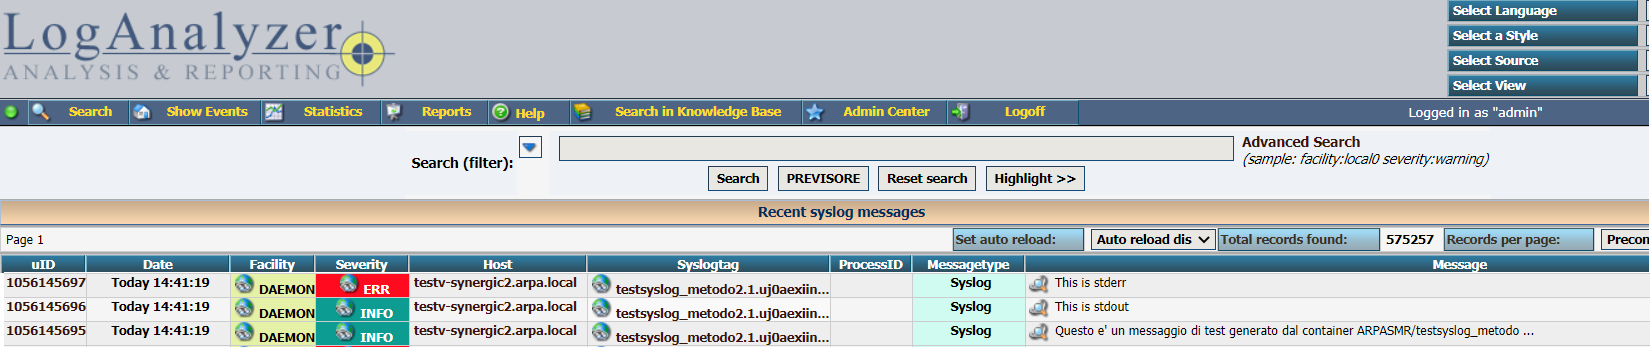 LogAnalyzer
ANALYSIS & REPORTING
Select Language
Select a Style
Select Source
Select View
Search Show Events Statistics Reports Help Search in Knowledge Base Admin Center Logoff Logged in as "admin"
Search (filter): Advanced Search
(sample: facility:local0 severity:warning)
Search PREVISORE Reset search Highlight >>
Recent syslog messages
Page 1 Set auto reload: Auto reload dis Total records found: 575257 Records per page: Precon
uID Date Facility Severity Host Syslogtag ProcessID Messagetype Message
1056145697 Today 14:41:19 DAEMON ERR testv-synergic2.arpa.local testsyslog_metodo2.1.uj0aexiin... Syslog This is stderr
1056145696 Today 14:41:19 DAEMON INFO testv-synergic2.arpa.local testsyslog_metodo2.1.uj0aexiin... Syslog This is stdout
1056145695 Today 14:41:19 DAEMON INFO testv-synergic2.arpa.local testsyslog_metodo2.1.uj0aexiin... Syslog Questo e' un messaggio di test generato dal container ARPASMR/testsyslog_metodo ...